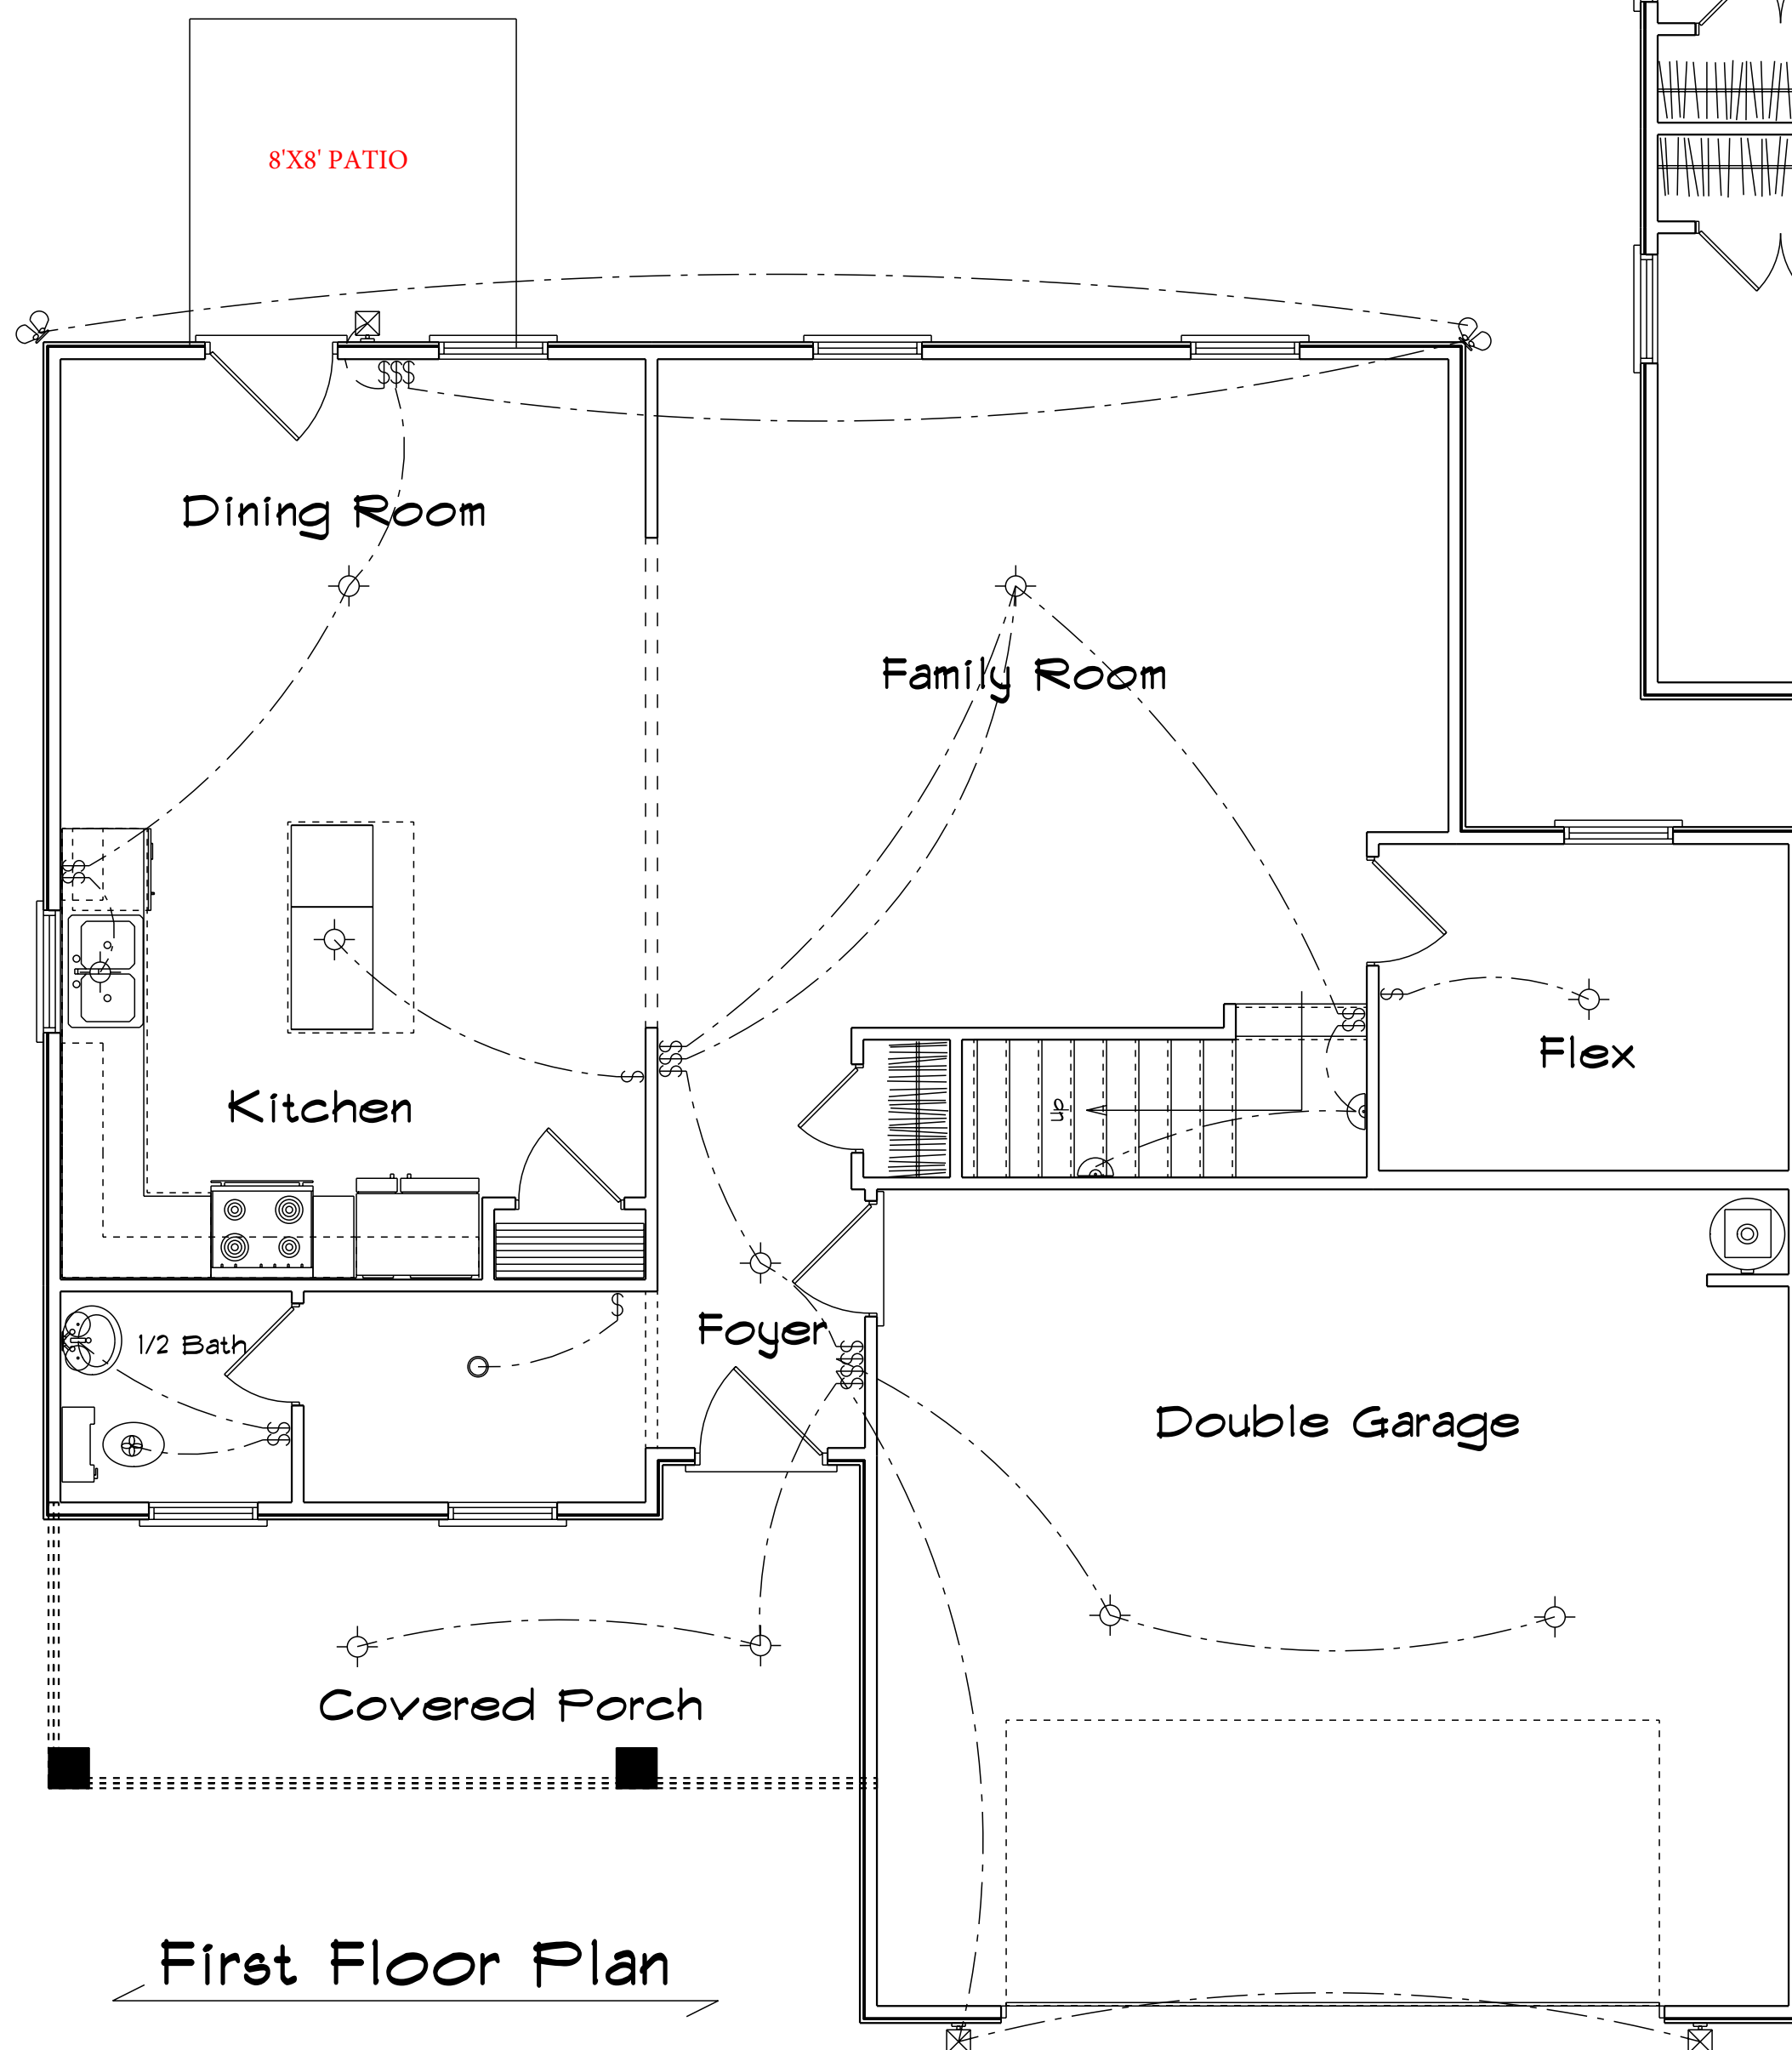 8'X8' PATIO
Dining Room
Family Room
Flex
Kitchen
up
Foyer
1/2 Bath
Double Garage
Covered Porch
First Floor Plan